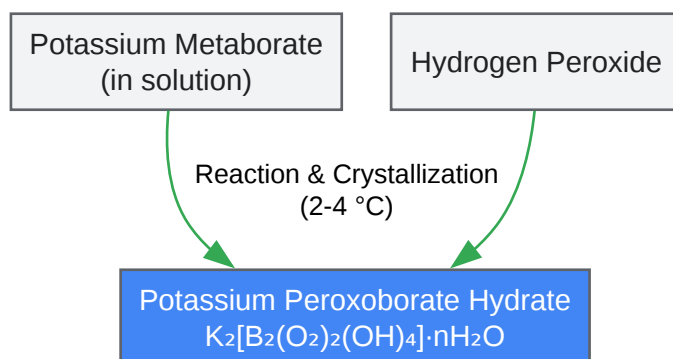 Potassium Metaborate
(in solution)
Hydrogen Peroxide
Reaction & Crystallization
(2-4 °C)
Potassium Peroxoborate Hydrate
K₂[B₂(O₂)₂(OH)₄]·nH₂O